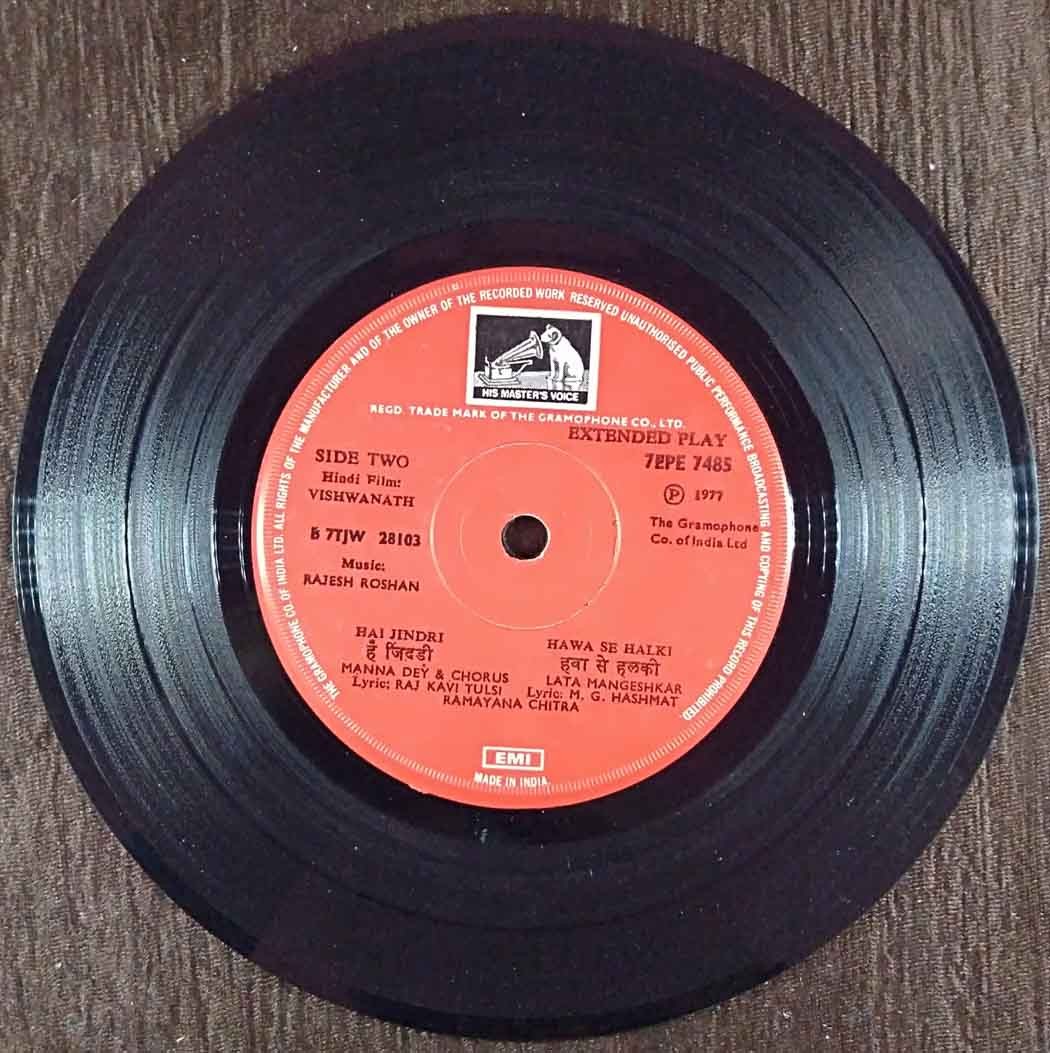 THE GRAMOPHONE CO. OF INDIA LTD. ALL RIGHTS OF THE MANUFACTURER AND OF THE OWNER OF THE RECORDED WORK RESERVED UNAUTHORISED PUBLIC PERFORMANCE BROADCASTING AND COPYING OF THIS RECORD PROHIBITED.
HIS MASTER'S VOICE
REGD. TRADE MARK OF THE GRAMOPHONE CO., LTD.
EXTENDED PLAY
SIDE TWO
7EPE 7485
Hindi Film:
VISHWANATH
Ⓟ 1977
7TJW 28103
The Gramophone
Co. of India Ltd
Music:
RAJESH ROSHAN
HAI JINDRI
हैं जिंदडी
MANNA DEY & CHORUS
Lyric: RAJ KAVI TULSI
HAWA SE HALKI
हवा से हलकी
LATA MANGESHKAR
Lyric: M. G. HASHMAT
RAMAYANA CHITRA
EMI
MADE IN INDIA